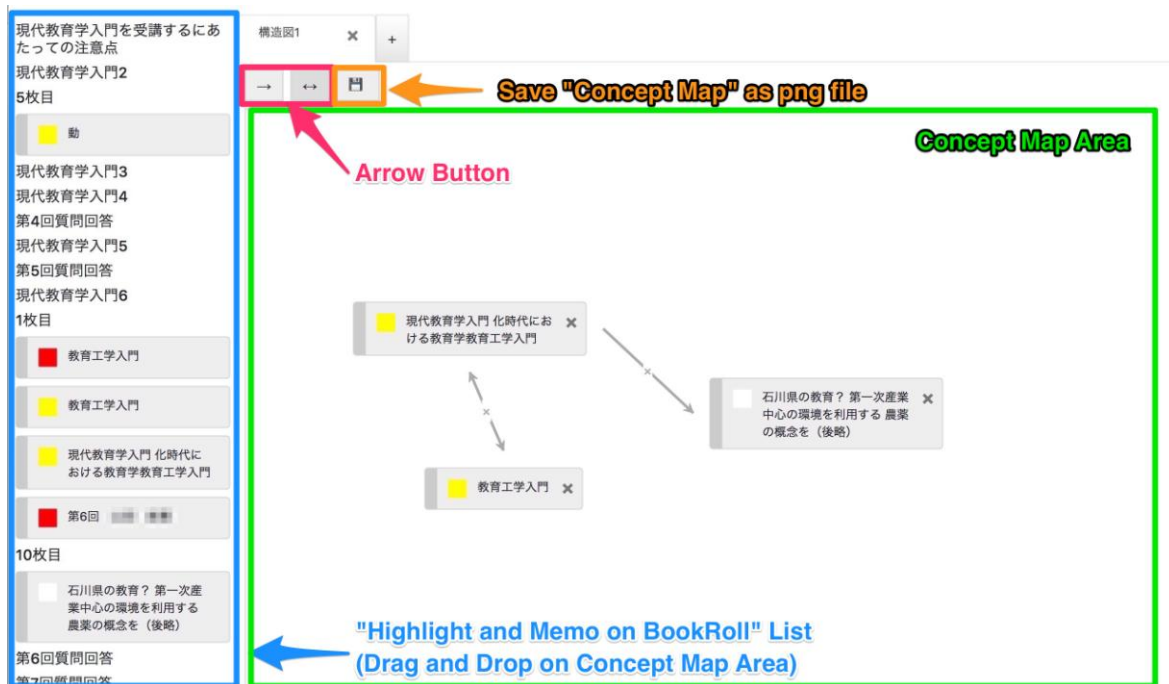 現代教育学入門を受講するにあ
たっての注意点
現代教育学入門2
5枚目
動
現代教育学入門3
現代教育学入門4
第4回質問回答
現代教育学入門5
第5回質問回答
現代教育学入門6
1枚目
教育工学入門
教育工学入門
現代教育学入門 化時代に
おける教育学教育工学入門
第6回
10枚目
石川県の教育？ 第一次産
業中心の環境を利用する
農薬の概念を（後略）
第6回質問回答
第7回質問回答
構造図1
+
→ ↔
Save "Concept Map" as png file
Arrow Button
Concept Map Area
現代教育学入門 化時代にお
ける教育学教育工学入門
石川県の教育？ 第一次産業
中心の環境を利用する 農薬
の概念を（後略）
教育工学入門
"Highlight and Memo on BookRoll" List
(Drag and Drop on Concept Map Area)